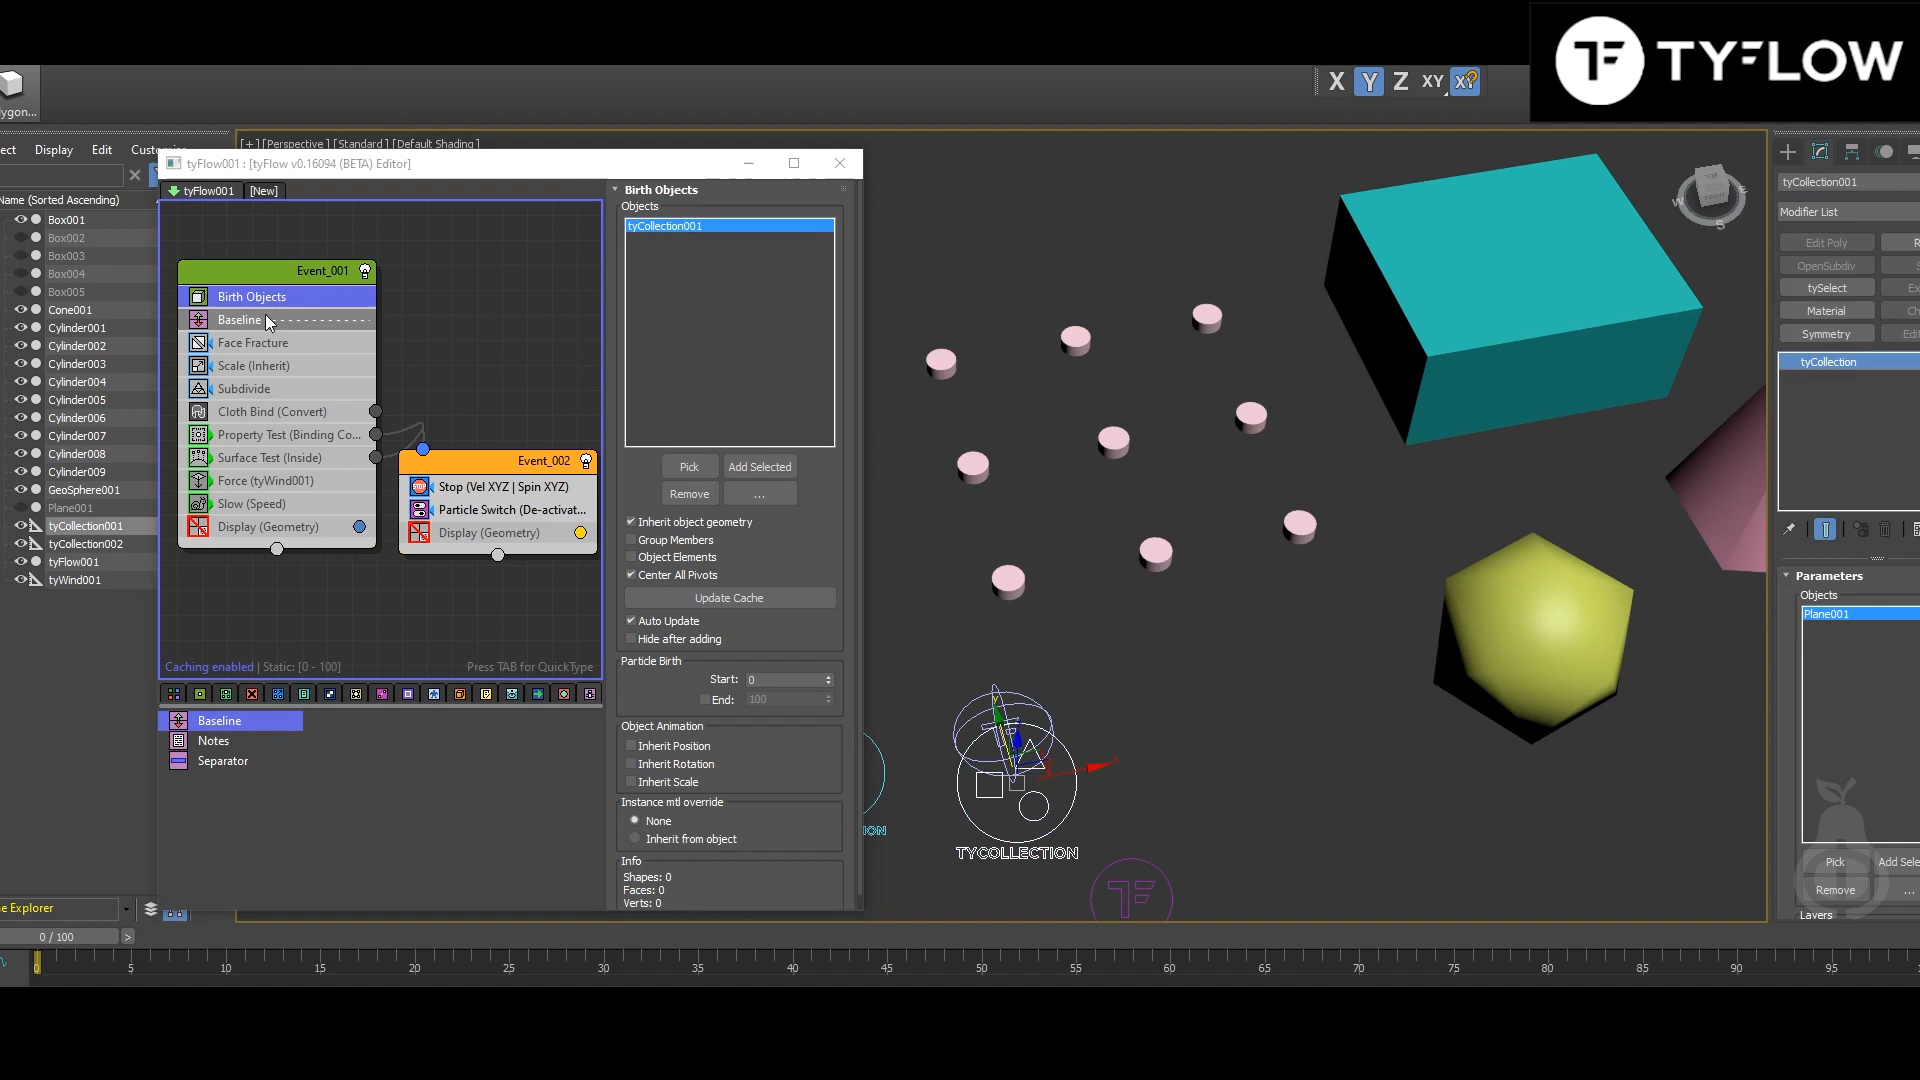 TYFLOW
X Y Z XY XY
ygon...
ect Display Edit Customize
[+] [Perspective] [Standard] [Default Shading]
tyFlow001 : [tyFlow v0.16094 (BETA) Editor]
tyFlow001 [New]
Name (Sorted Ascending)
Box001
Box002
Box003
Box004
Box005
Cone001
Cylinder001
Cylinder002
Cylinder003
Cylinder004
Cylinder005
Cylinder006
Cylinder007
Cylinder008
Cylinder009
GeoSphere001
Plane001
tyCollection001
tyCollection002
tyFlow001
tyWind001
e Explorer
0 / 100 >
Event_001
Birth Objects
Baseline
Face Fracture
Scale (Inherit)
Subdivide
Cloth Bind (Convert)
Property Test (Binding Co...
Surface Test (Inside)
Force (tyWind001)
Slow (Speed)
Display (Geometry)
Event_002
Stop (Vel XYZ | Spin XYZ)
Particle Switch (De-activat...
Display (Geometry)
Caching enabled | Static: [0 - 100]
Press TAB for QuickType
Baseline
Notes
Separator
Birth Objects
Objects
tyCollection001
Pick Add Selected
Remove ...
Inherit object geometry
Group Members
Object Elements
Center All Pivots
Update Cache
Auto Update
Hide after adding
Particle Birth
Start: 0
End: 100
Object Animation
Inherit Position
Inherit Rotation
Inherit Scale
Instance mtl override
None
Inherit from object
Info
Shapes: 0
Faces: 0
Verts: 0
ION
TYCOLLECTION
TOP
W
S
tyCollection001
Modifier List
Edit Poly
OpenSubdiv
tySelect
Material
Symmetry
tyCollection
Parameters
Objects
Plane001
Pick Add Sele
Remove ...
Layers
0 5 10 15 20 25 30 35 40 45 50 55 60 65 70 75 80 85 90 95